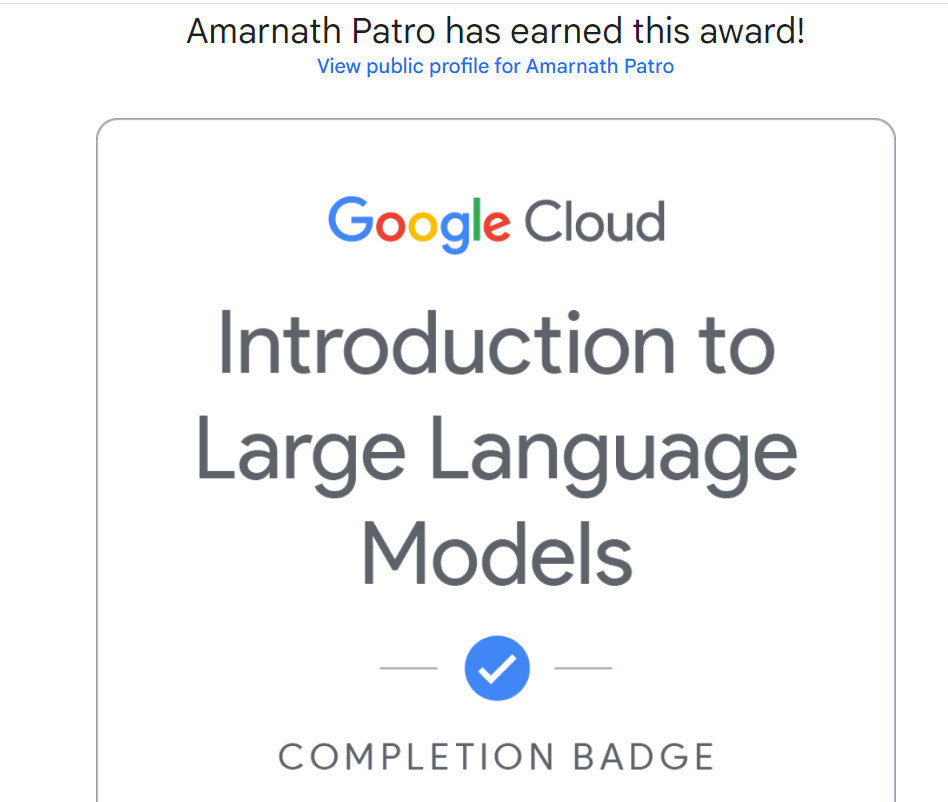 Amarnath Patro has earned this award!
View public profile for Amarnath Patro
Google Cloud
Introduction to
Large Language
Models
COMPLETION BADGE